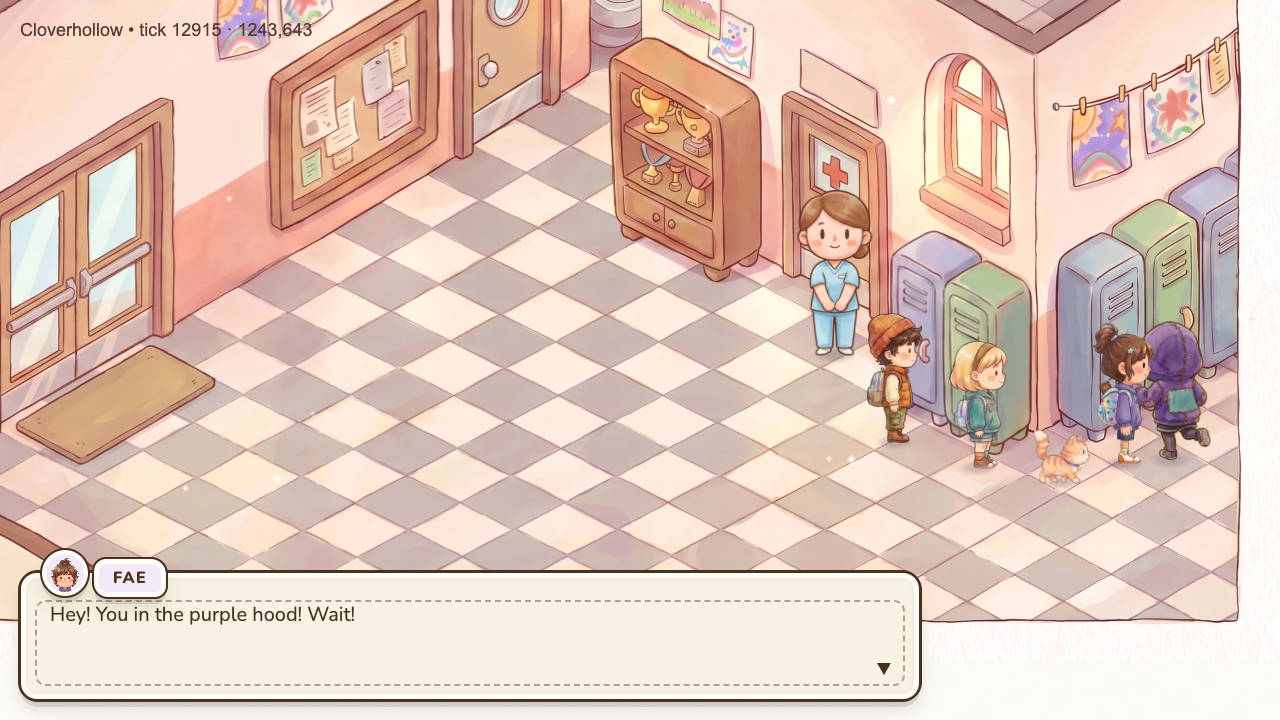 Cloverhollow • tick 12915 · 1243,643
FAE
Hey! You in the purple hood! Wait!